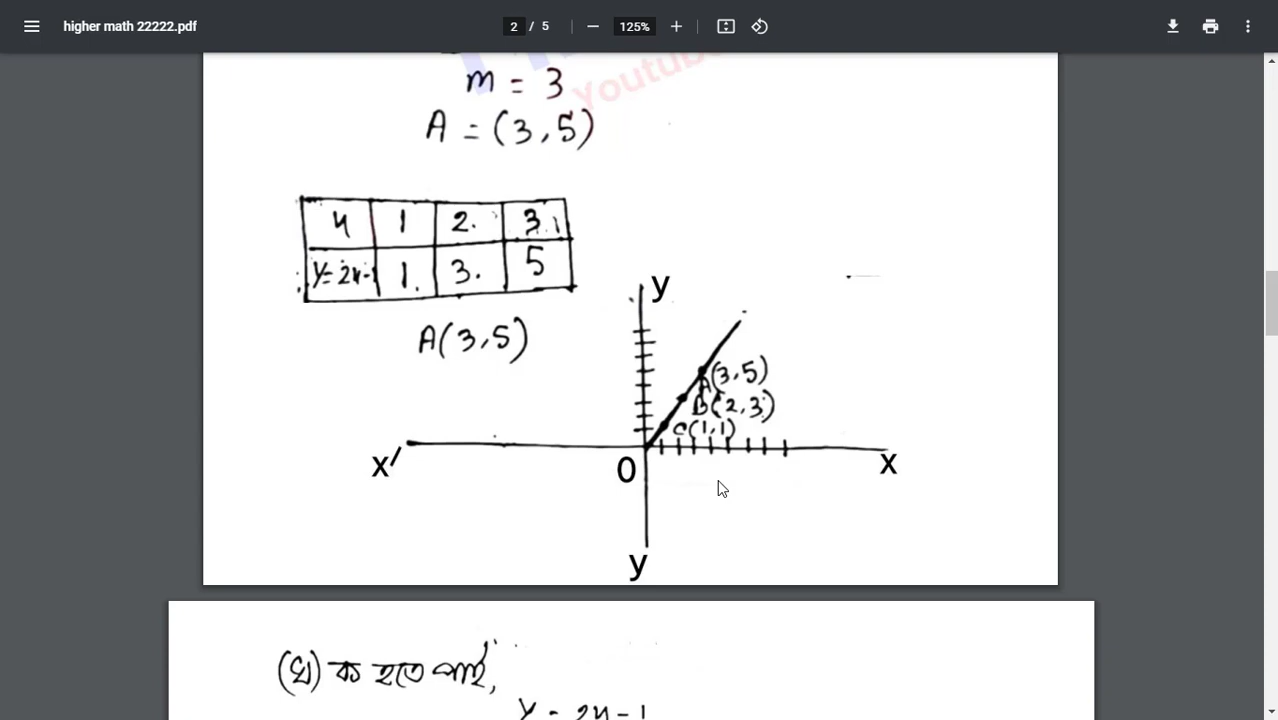 higher math 22222.pdf
2 / 5
125%
Youtube
m = 3
A = (3,5)
x 1 2. 3
y=2x-1 1. 3. 5
A(3,5)
y
A(3,5)
B(2,3)
C(1,1)
X' O X
y
(খ) ক হতে পাই,
y = 2x-1